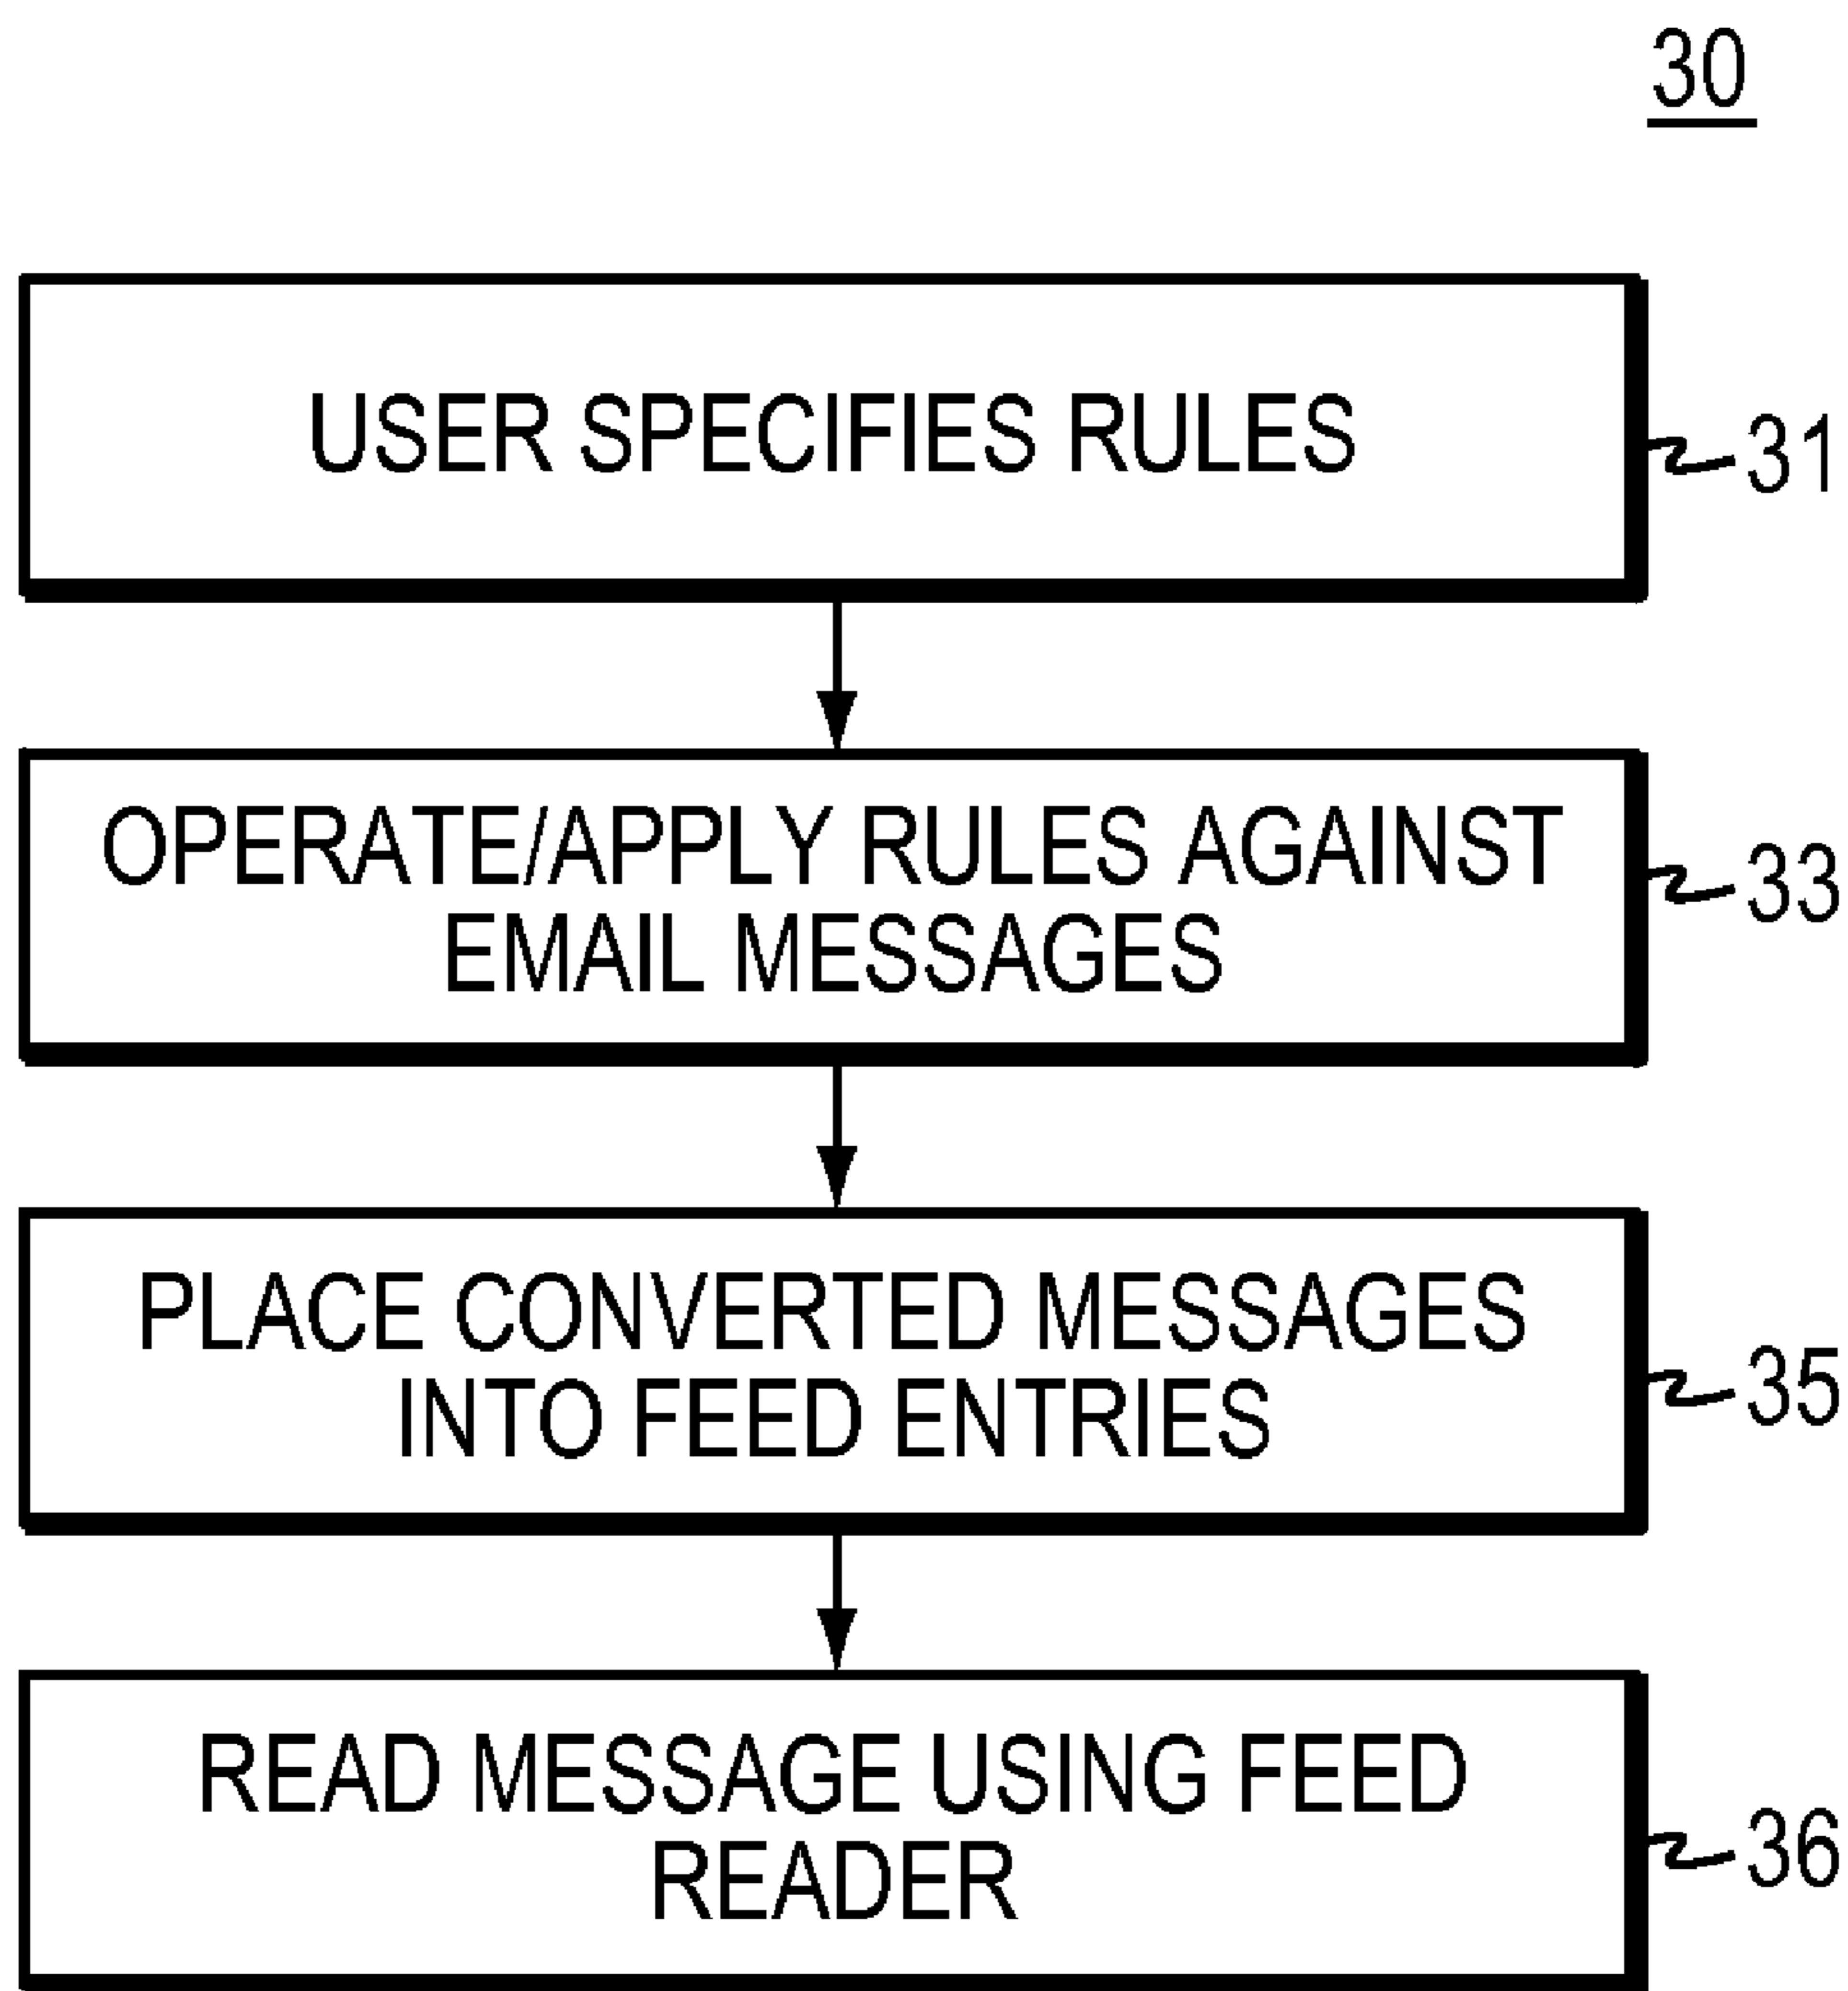 30
USER SPECIFIES RULES
31
OPERATE/APPLY RULES AGAINST
EMAIL MESSAGES
33
PLACE CONVERTED MESSAGES
INTO FEED ENTRIES
35
READ MESSAGE USING FEED
READER
36